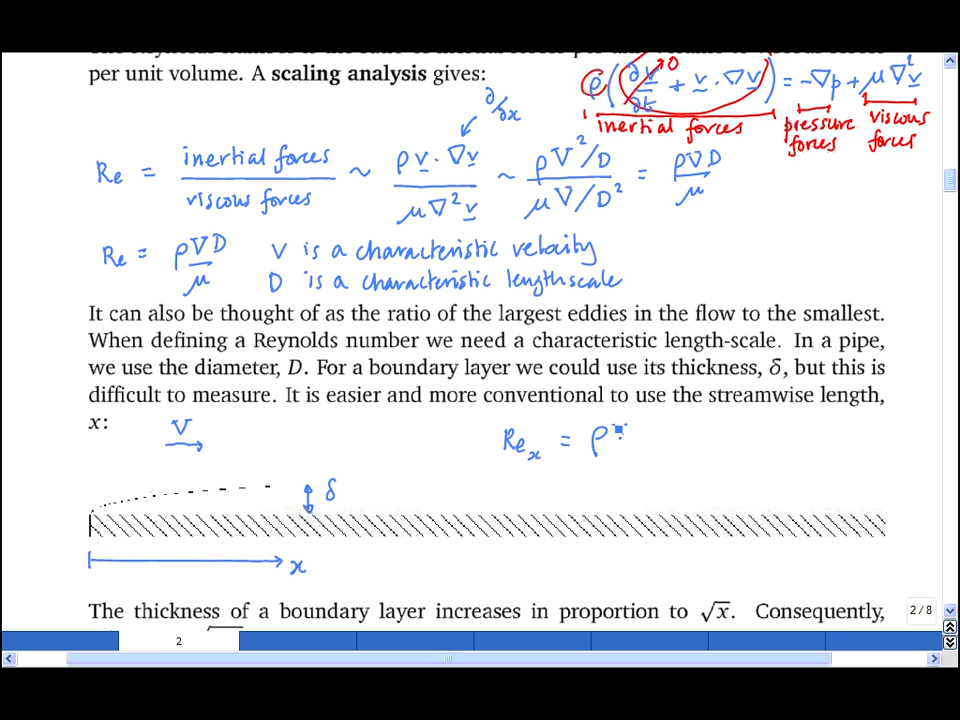 per unit volume. A scaling analysis gives:
ρ(∂v/∂t + v · ∇v) = -∇p + μ∇²v
0
inertial forces
pressure forces
viscous forces
∂/∂x
Re = inertial forces / viscous forces ~ ρv · ∇v / μ∇²v ~ ρV²/D / μV/D² = ρVD / μ
Re = ρVD / μ V is a characteristic velocity
D is a characteristic lengthscale
It can also be thought of as the ratio of the largest eddies in the flow to the smallest.
When defining a Reynolds number we need a characteristic length-scale. In a pipe,
we use the diameter, D. For a boundary layer we could use its thickness, δ, but this is
difficult to measure. It is easier and more conventional to use the streamwise length,
x:
V
Reₓ = ρ
δ
x
The thickness of a boundary layer increases in proportion to √x. Consequently,
2 / 8
2